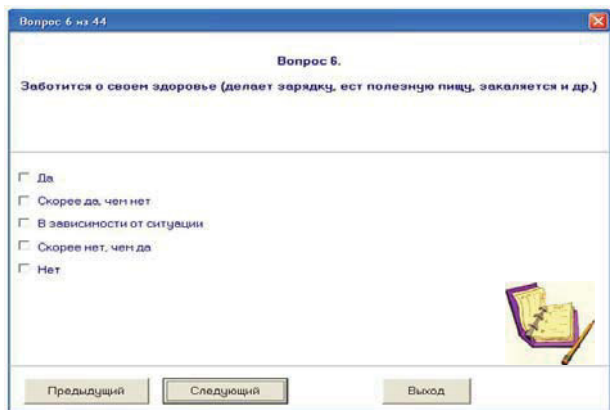 Вопрос 6 из 44
Вопрос 6.
Заботится о своем здоровье (делает зарядку, ест полезную пищу, закаляется и др.)
Да
Скорее да, чем нет
В зависимости от ситуации
Скорее нет, чем да
Нет
Предыдущий
Следующий
Выход